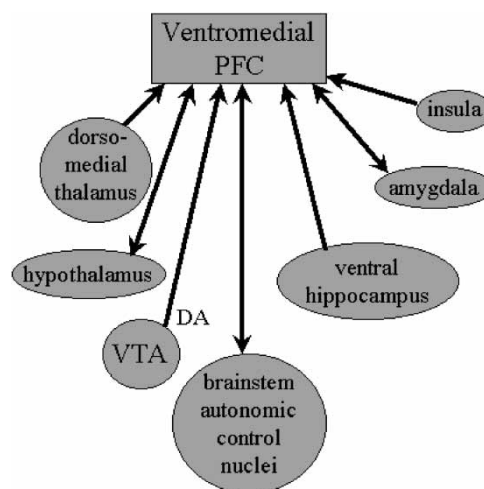 Ventromedial
PFC
insula
dorso-
medial
thalamus
amygdala
hypothalamus
ventral
hippocampus
DA
VTA
brainstem
autonomic
control
nuclei